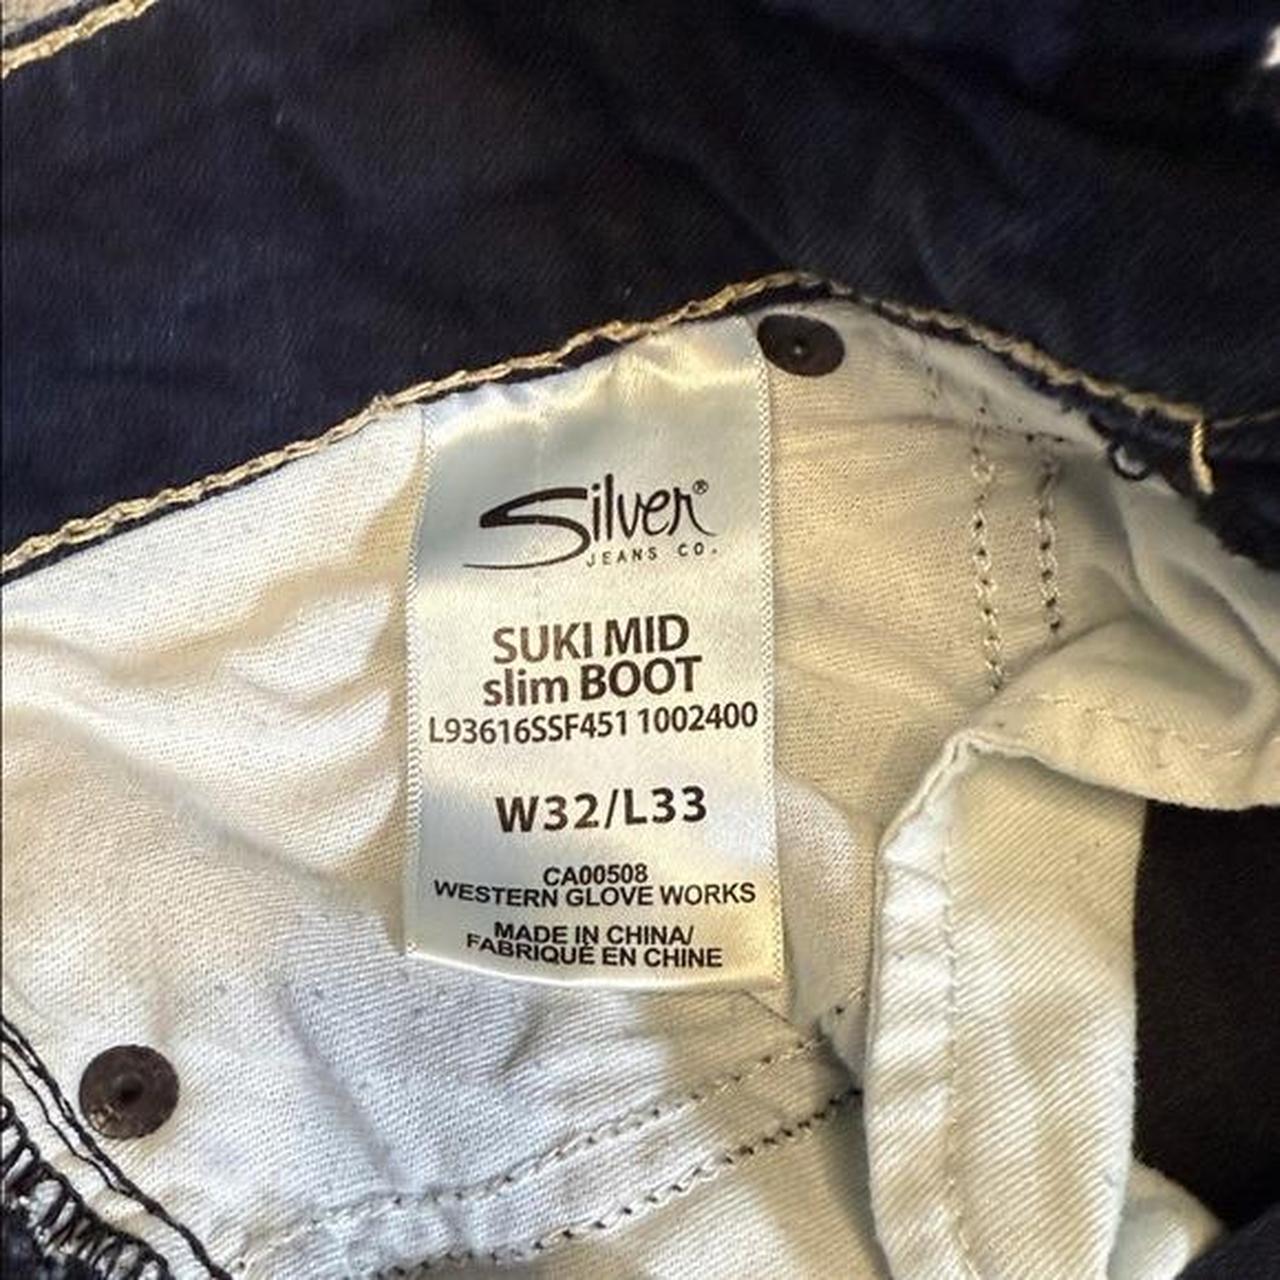 Silver®
JEANS CO.
SUKI MID
slim BOOT
L93616SSF451 1002400
W32/L33
CA00508
WESTERN GLOVE WORKS
MADE IN CHINA/
FABRIQUÉ EN CHINE